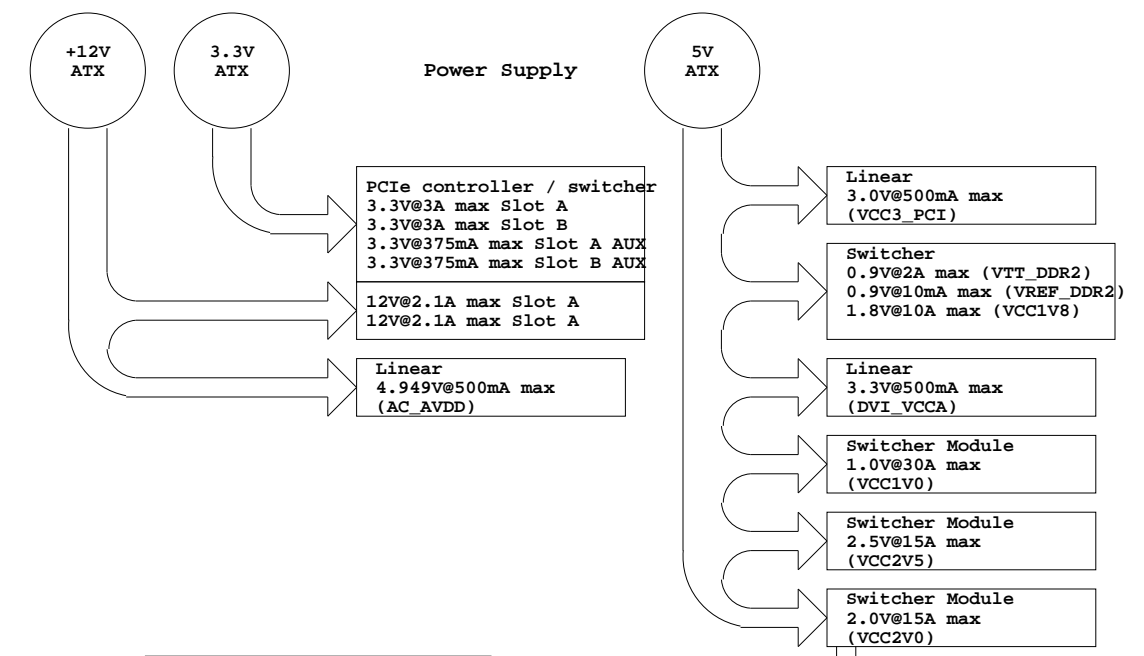 +12V
ATX
3.3V
ATX
Power Supply
5V
ATX
PCIe controller / switcher
3.3V@3A max Slot A
3.3V@3A max Slot B
3.3V@375mA max Slot A AUX
3.3V@375mA max Slot B AUX
12V@2.1A max Slot A
12V@2.1A max Slot A
Linear
4.949V@500mA max
(AC_AVDD)
Linear
3.0V@500mA max
(VCC3_PCI)
Switcher
0.9V@2A max (VTT_DDR2)
0.9V@10mA max (VREF_DDR2)
1.8V@10A max (VCC1V8)
Linear
3.3V@500mA max
(DVI_VCCA)
Switcher Module
1.0V@30A max
(VCC1V0)
Switcher Module
2.5V@15A max
(VCC2V5)
Switcher Module
2.0V@15A max
(VCC2V0)